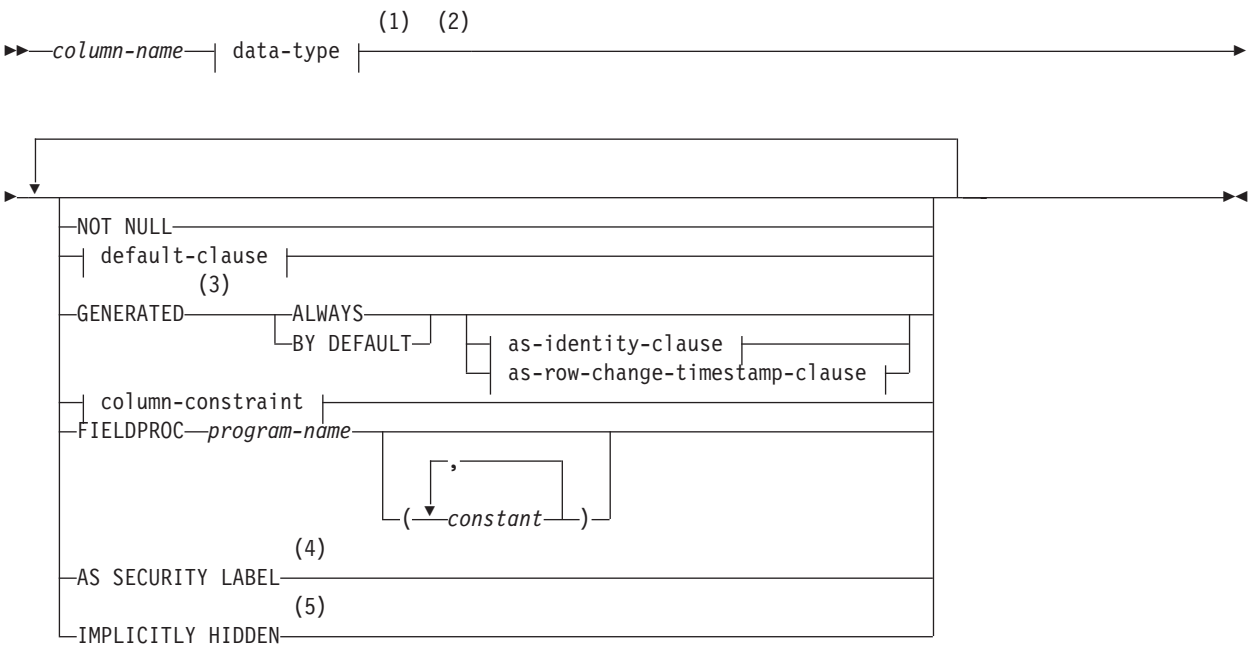 (1) (2)
column-name data-type
NOT NULL
default-clause
(3)
GENERATED ALWAYS
BY DEFAULT as-identity-clause
as-row-change-timestamp-clause
column-constraint
FIELDPROC program-name
,
( constant )
(4)
AS SECURITY LABEL
(5)
IMPLICITLY HIDDEN